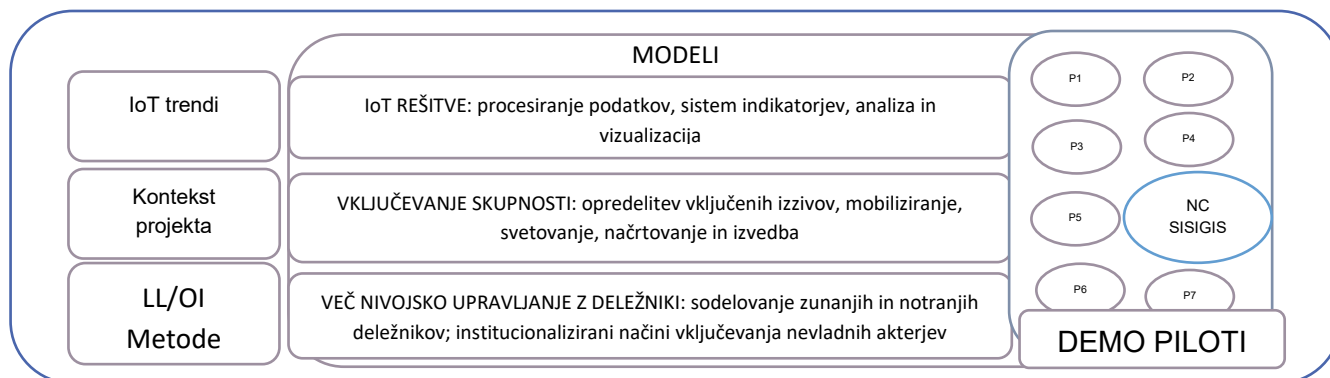 MODELI
IoT trendi
IoT REŠITVE: procesiranje podatkov, sistem indikatorjev, analiza in
vizualizacija
Kontekst
projekta
VKLJUČEVANJE SKUPNOSTI: opredelitev vključenih izzivov, mobiliziranje,
svetovanje, načrtovanje in izvedba
LL/OI
Metode
VEČ NIVOJSKO UPRAVLJANJE Z DELEŽNIKI: sodelovanje zunanjih in notranjih
deležnikov; institucionalizirani načini vključevanja nevladnih akterjev
P1
P2
P3
P4
P5
NC
SISIGIS
P6
P7
DEMO PILOTI